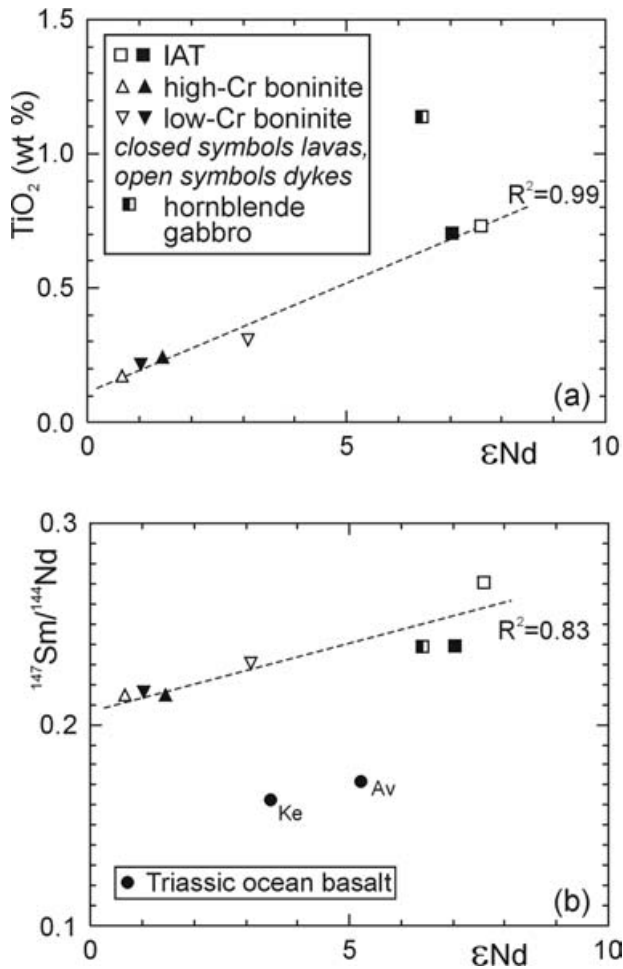 1.5
1.0
0.5
0.0
TiO2 (wt %)
IAT
high-Cr boninite
low-Cr boninite
closed symbols lavas,
open symbols dykes
hornblende
gabbro
R²=0.99
(a)
0 5 10
εNd
0.3
0.2
0.1
¹⁴⁷Sm/¹⁴⁴Nd
R²=0.83
Av
Ke
Triassic ocean basalt
(b)
0 5 10
εNd